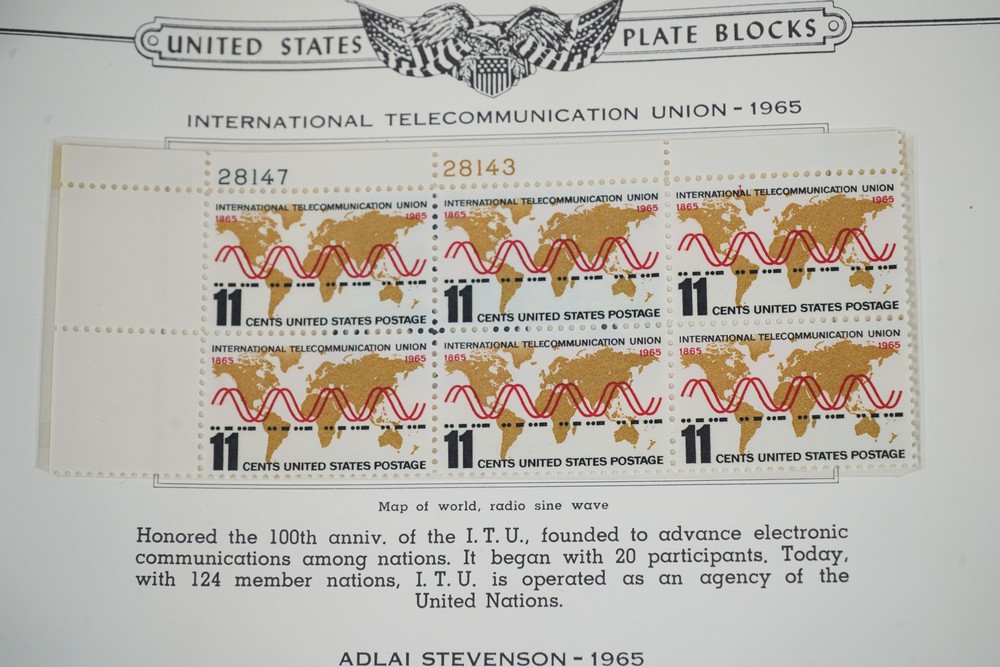 UNITED STATES PLATE BLOCKS
INTERNATIONAL TELECOMMUNICATION UNION - 1965
28147 28143
INTERNATIONAL TELECOMMUNICATION UNION
1865 1965
11 CENTS UNITED STATES POSTAGE
INTERNATIONAL TELECOMMUNICATION UNION
1865 1965
11 CENTS UNITED STATES POSTAGE
INTERNATIONAL TELECOMMUNICATION UNION
1865 1965
11 CENTS UNITED STATES POSTAGE
INTERNATIONAL TELECOMMUNICATION UNION
1865 1965
11 CENTS UNITED STATES POSTAGE
INTERNATIONAL TELECOMMUNICATION UNION
1865 1965
11 CENTS UNITED STATES POSTAGE
INTERNATIONAL TELECOMMUNICATION UNION
1865 1965
11 CENTS UNITED STATES POSTAGE
Map of world, radio sine wave
Honored the 100th anniv. of the I. T. U., founded to advance electronic
communications among nations. It began with 20 participants. Today,
with 124 member nations, I. T. U. is operated as an agency of the
United Nations.
ADLAI STEVENSON - 1965